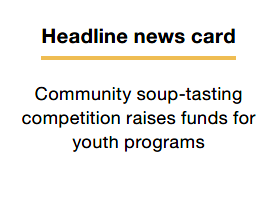 Headline news card
Community soup-tasting
competition raises funds for
youth programs